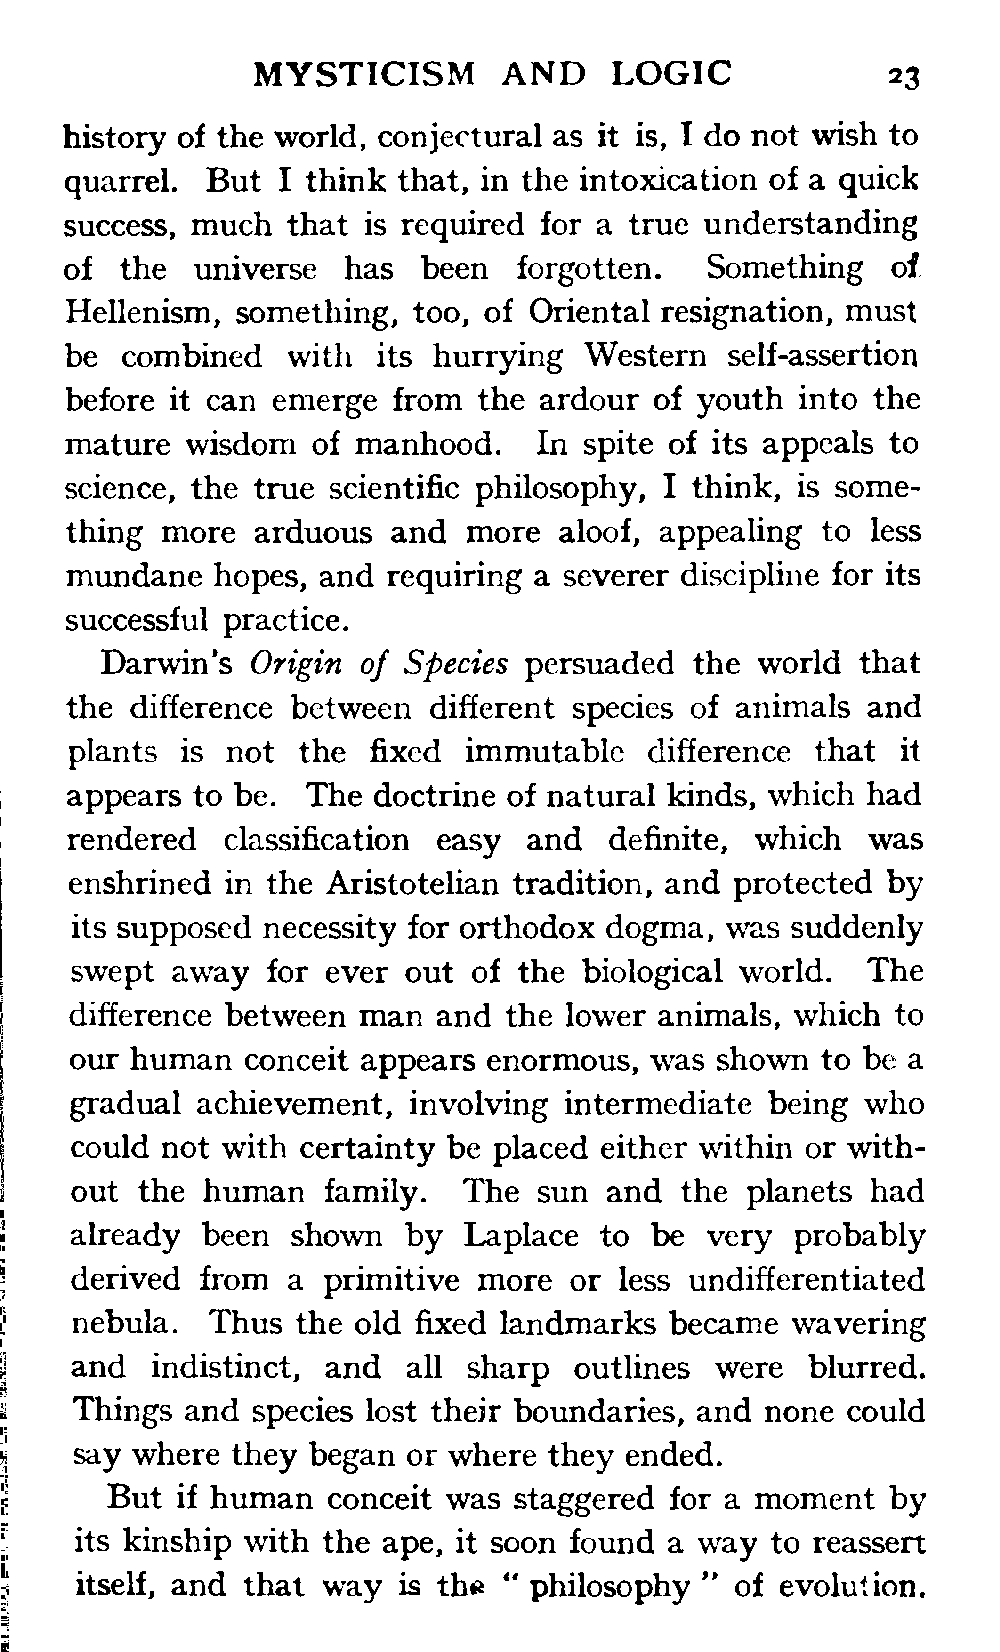 MYSTICISM AND LOGIC 23
history of the world, conjectural as it is, I do not wish to
quarrel. But I think that, in the intoxication of a quick
success, much that is required for a true understanding
of the universe has been forgotten. Something of
Hellenism, something, too, of Oriental resignation, must
be combined with its hurrying Western self-assertion
before it can emerge from the ardour of youth into the
mature wisdom of manhood. In spite of its appeals to
science, the true scientific philosophy, I think, is some-
thing more arduous and more aloof, appealing to less
mundane hopes, and requiring a severer discipline for its
successful practice.
Darwin's Origin of Species persuaded the world that
the difference between different species of animals and
plants is not the fixed immutable difference that it
appears to be. The doctrine of natural kinds, which had
rendered classification easy and definite, which was
enshrined in the Aristotelian tradition, and protected by
its supposed necessity for orthodox dogma, was suddenly
swept away for ever out of the biological world. The
difference between man and the lower animals, which to
our human conceit appears enormous, was shown to be a
gradual achievement, involving intermediate being who
could not with certainty be placed either within or with-
out the human family. The sun and the planets had
already been shown by Laplace to be very probably
derived from a primitive more or less undifferentiated
nebula. Thus the old fixed landmarks became wavering
and indistinct, and all sharp outlines were blurred.
Things and species lost their boundaries, and none could
say where they began or where they ended.
But if human conceit was staggered for a moment by
its kinship with the ape, it soon found a way to reassert
itself, and that way is the " philosophy " of evolution.